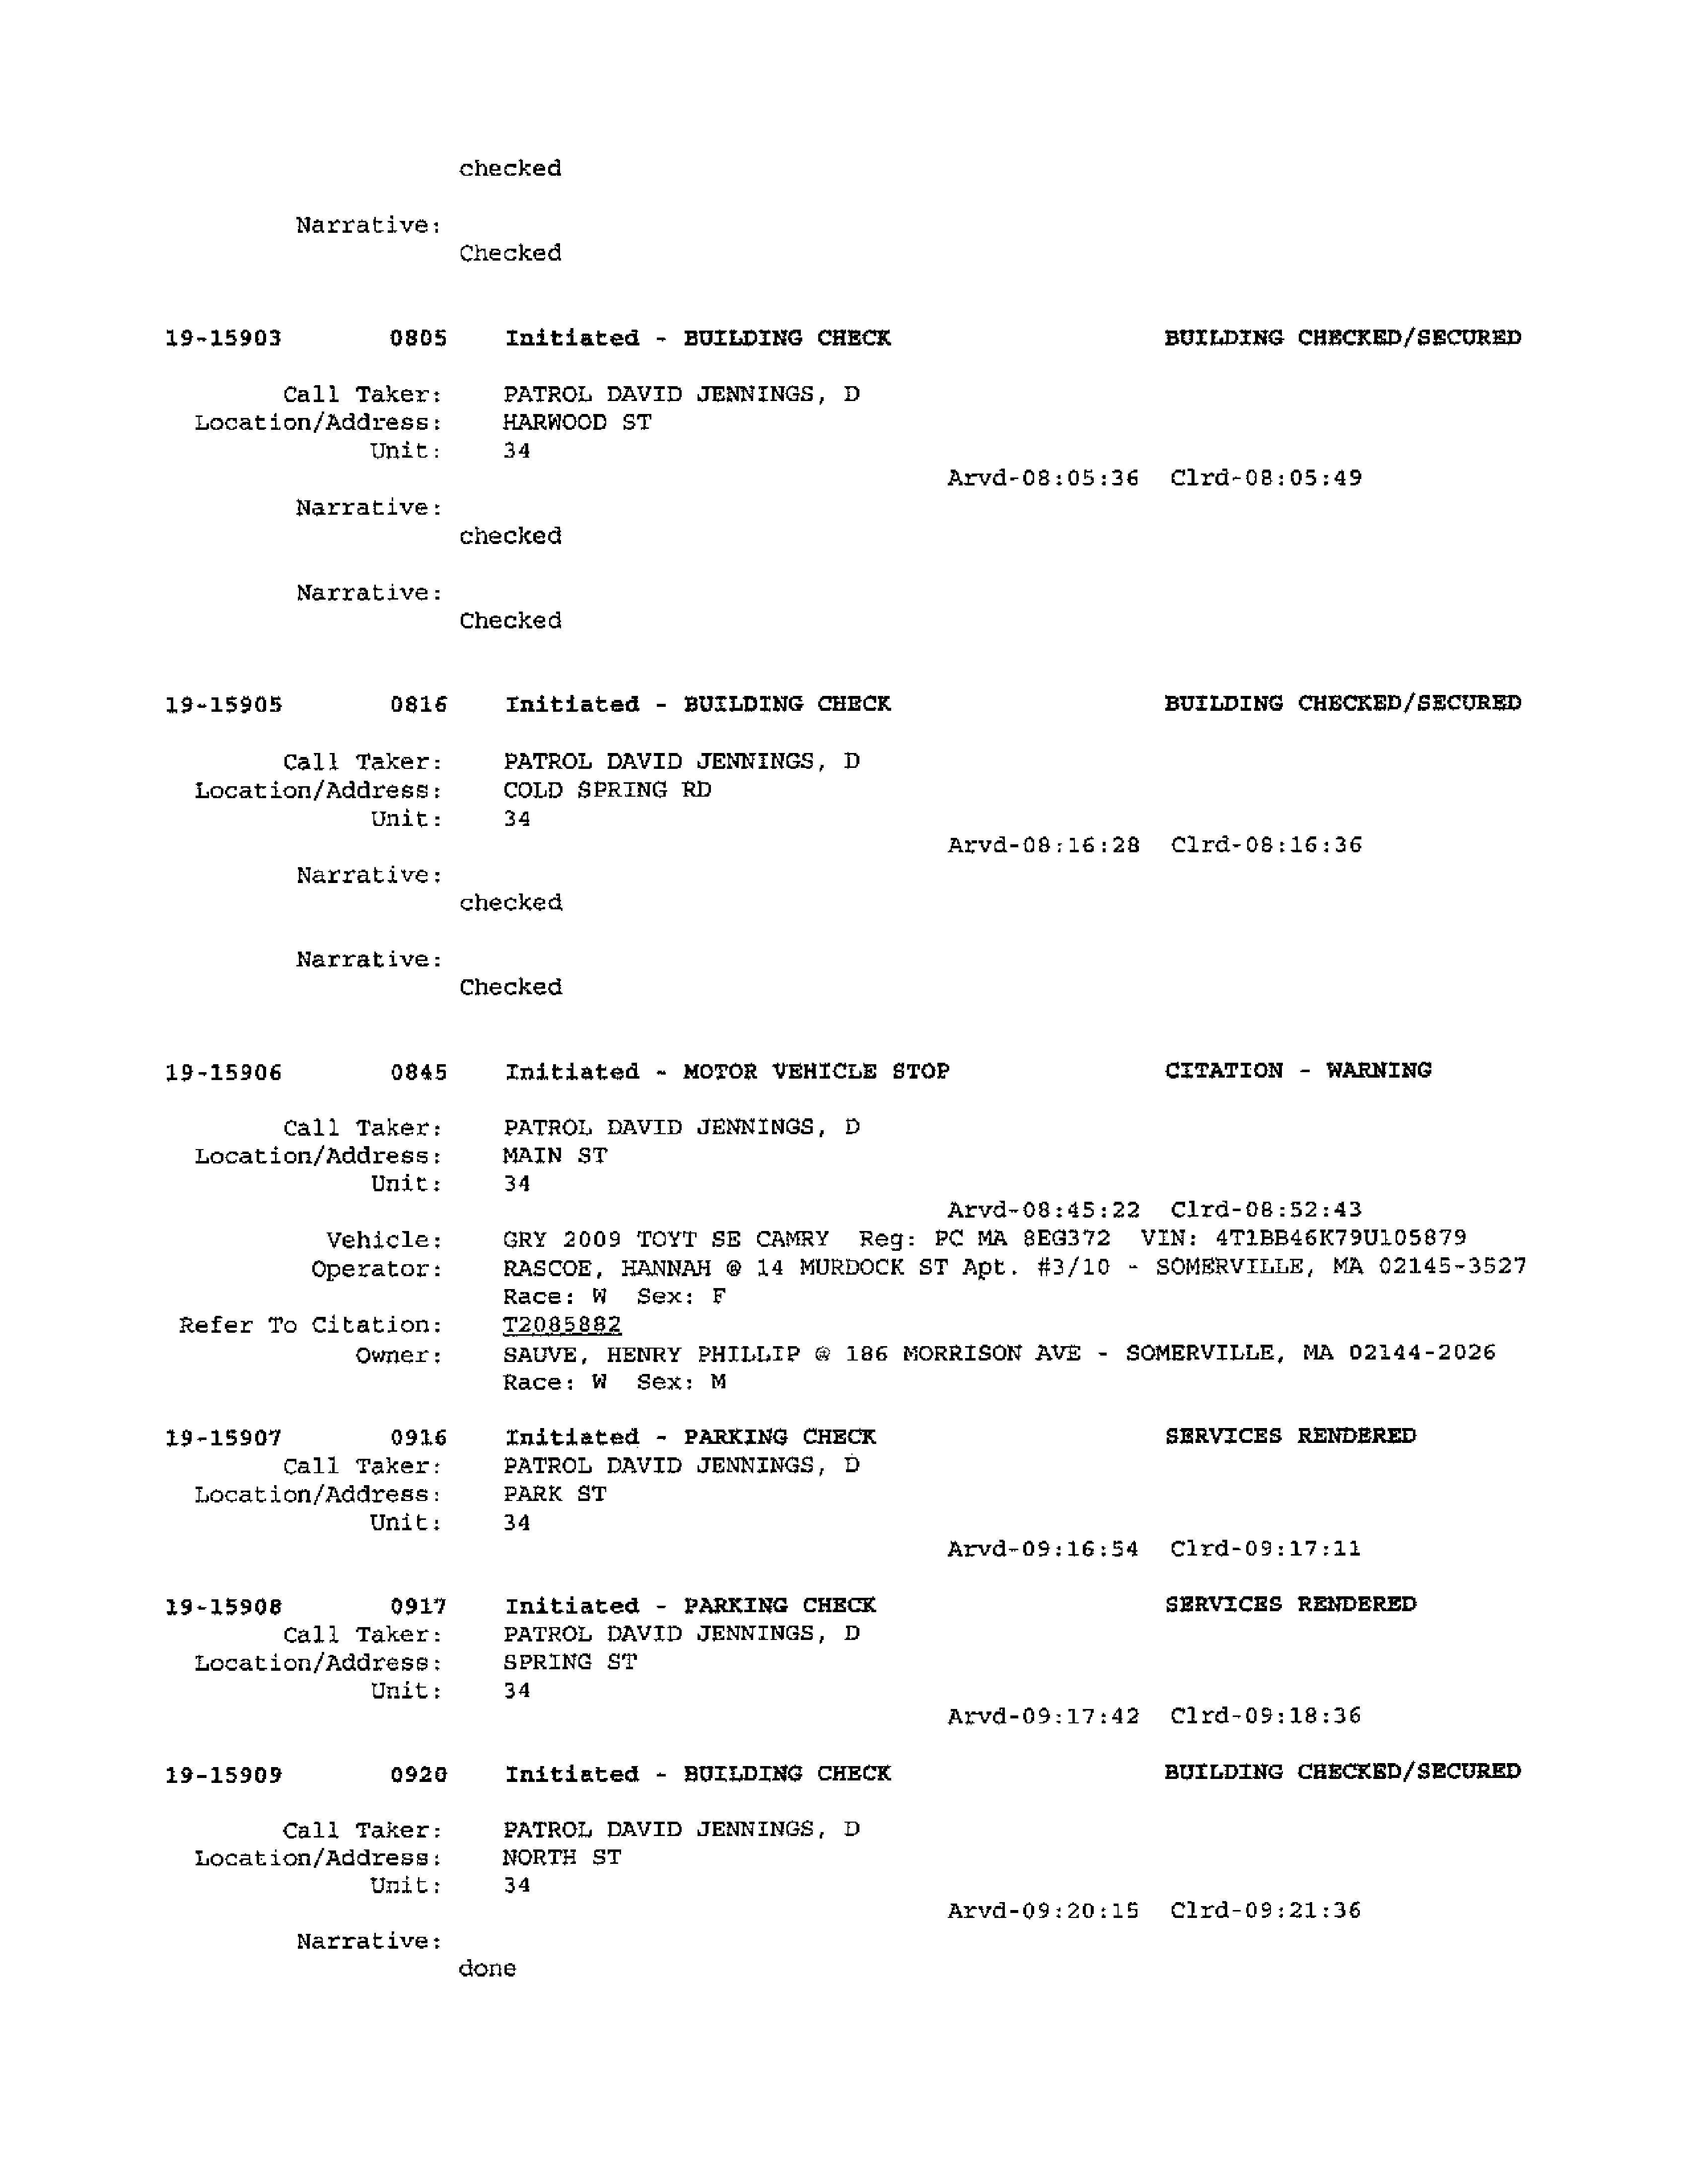 checked
Narrative:
Checked
19-15903 0805 Initiated - BUILDING CHECK BUILDING CHECKED/SECURED
Call Taker: PATROL DAVID JENNINGS, D
Location/Address: HARWOOD ST
Unit: 34
Arvd-08:05:36 Clrd-08:05:49
Narrative:
checked
Narrative:
Checked
19-15905 0816 Initiated - BUILDING CHECK BUILDING CHECKED/SECURED
Call Taker: PATROL DAVID JENNINGS, D
Location/Address: COLD SPRING RD
Unit: 34
Arvd-08:16:28 Clrd-08:16:36
Narrative:
checked
Narrative:
Checked
19-15906 0845 Initiated - MOTOR VEHICLE STOP CITATION - WARNING
Call Taker: PATROL DAVID JENNINGS, D
Location/Address: MAIN ST
Unit: 34
Arvd-08:45:22 Clrd-08:52:43
Vehicle: GRY 2009 TOYT SE CAMRY Reg: PC MA 8EG372 VIN: 4T1BB46K79U105879
Operator: RASCOE, HANNAH @ 14 MURDOCK ST Apt. #3/10 - SOMERVILLE, MA 02145-3527
Race: W Sex: F
Refer To Citation: T2085882
Owner: SAUVE, HENRY PHILLIP @ 186 MORRISON AVE - SOMERVILLE, MA 02144-2026
Race: W Sex: M
19-15907 0916 Initiated - PARKING CHECK SERVICES RENDERED
Call Taker: PATROL DAVID JENNINGS, D
Location/Address: PARK ST
Unit: 34
Arvd-09:16:54 Clrd-09:17:11
19-15908 0917 Initiated - PARKING CHECK SERVICES RENDERED
Call Taker: PATROL DAVID JENNINGS, D
Location/Address: SPRING ST
Unit: 34
Arvd-09:17:42 Clrd-09:18:36
19-15909 0920 Initiated - BUILDING CHECK BUILDING CHECKED/SECURED
Call Taker: PATROL DAVID JENNINGS, D
Location/Address: NORTH ST
Unit: 34
Arvd-09:20:15 Clrd-09:21:36
Narrative:
done